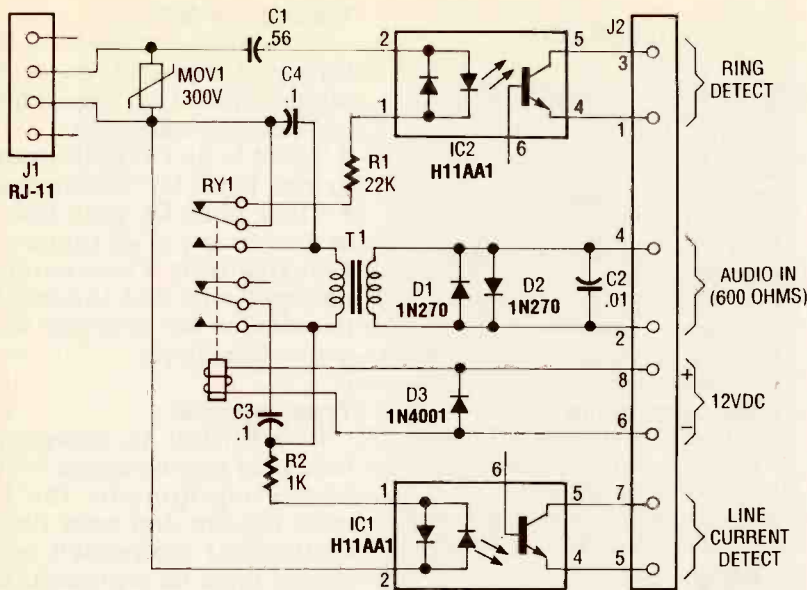 C1
.56
C4
.1
MOV1
300V
J1
RJ-11
RY1
R1
22K
2
1
5
4
6
IC2
H11AA1
J2
3
1
RING
DETECT
T1
D1
1N270
D2
1N270
C2
.01
4
2
AUDIO IN
(600 OHMS)
D3
1N4001
8
6
+
−
12VDC
C3
.1
R2
1K
IC1
H11AA1
1
2
6
5
4
7
5
LINE
CURRENT
DETECT